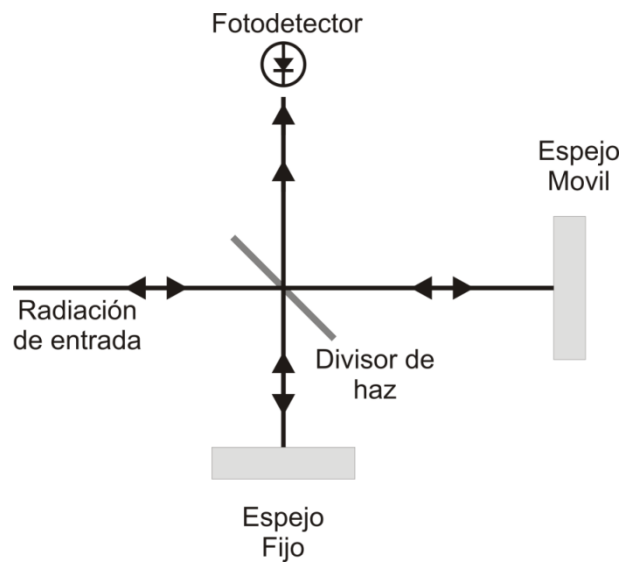 Fotodetector
Espejo
Movil
Radiación
de entrada
Divisor de
haz
Espejo
Fijo